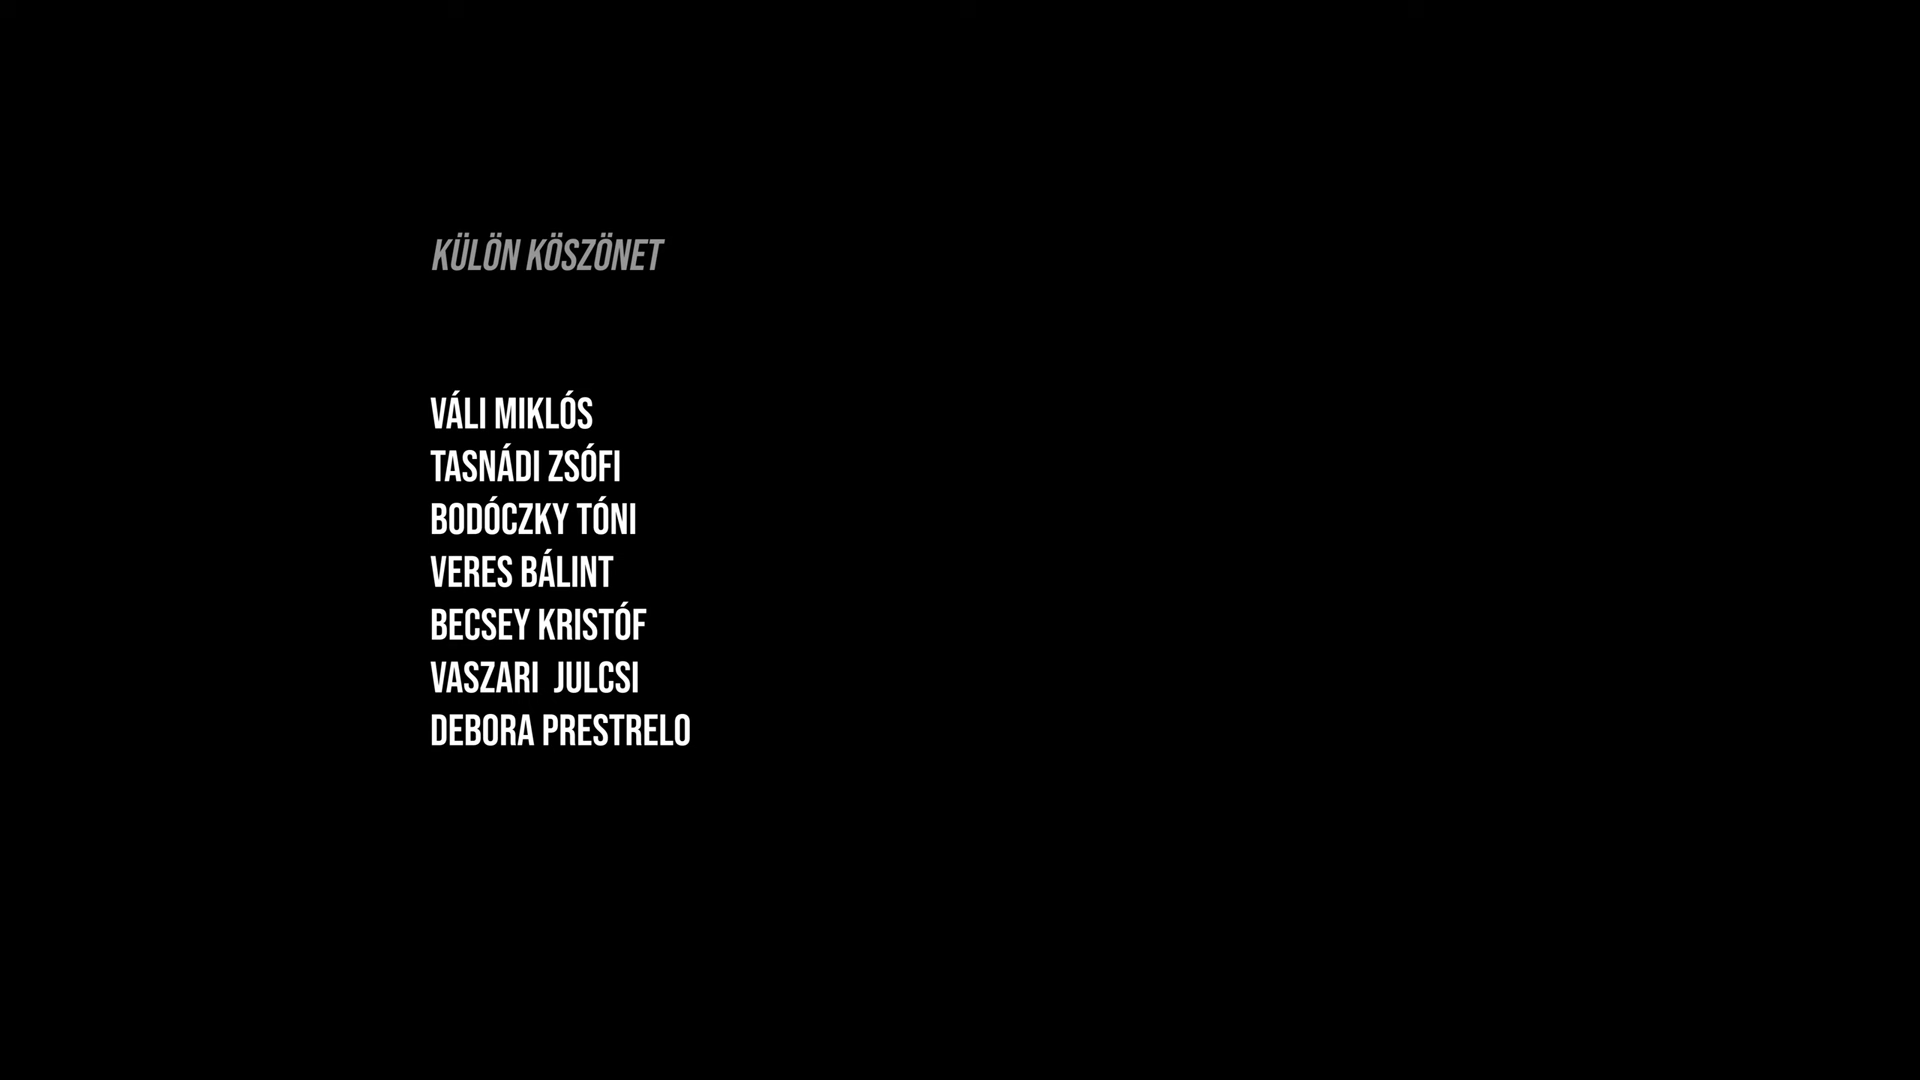 KÜLÖN KÖSZÖNET
VÁLI MIKLÓS
TASNÁDI ZSÓFI
BODÓCZKY TÓNI
VERES BÁLINT
BECSEY KRISTÓF
VASZARI  JULCSI
DEBORA PRESTRELO